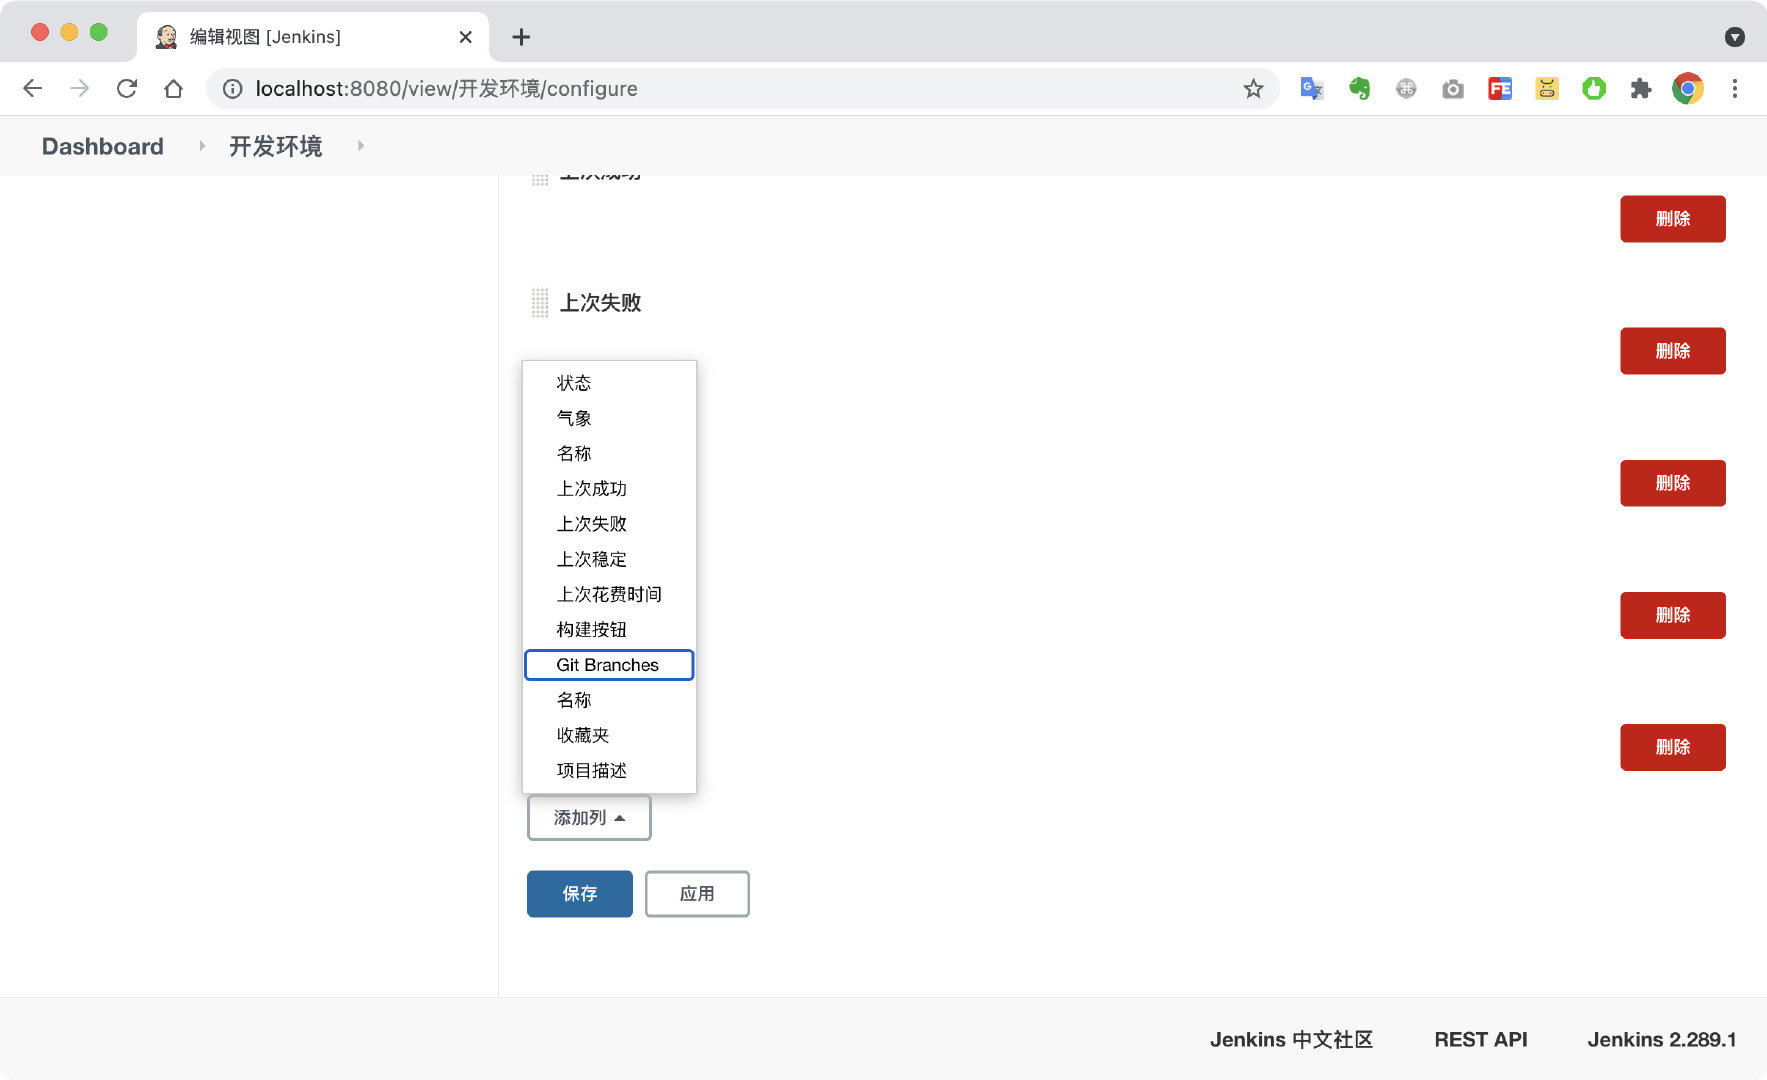 编辑视图 [Jenkins]
localhost:8080/view/开发环境/configure
Dashboard
开发环境
上次成功
删除
上次失败
删除
状态
气象
名称
上次成功
删除
上次失败
上次稳定
上次花费时间
删除
构建按钮
Git Branches
名称
收藏夹
删除
项目描述
添加列
保存
应用
Jenkins 中文社区
REST API
Jenkins 2.289.1